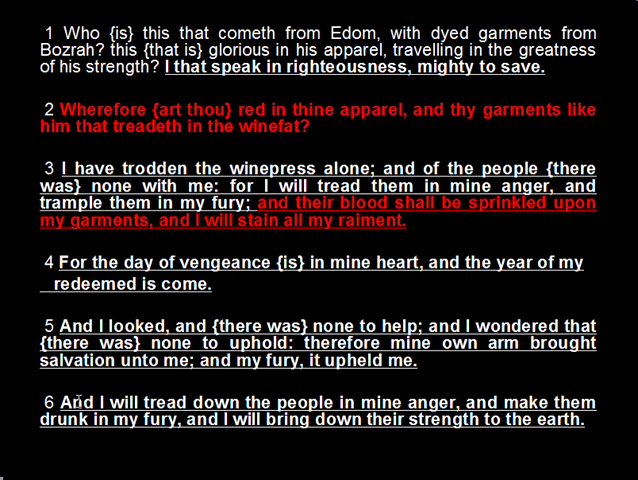 1 Who {is} this that cometh from Edom, with dyed garments from
Bozrah? this {that is} glorious in his apparel, travelling in the greatness
of his strength? I that speak in righteousness, mighty to save.
2 Wherefore {art thou} red in thine apparel, and thy garments like
him that treadeth in the winefat?
3 I have trodden the winepress alone; and of the people {there
was} none with me: for I will tread them in mine anger, and
trample them in my fury; and their blood shall be sprinkled upon
my garments, and I will stain all my raiment.
4 For the day of vengeance {is} in mine heart, and the year of my
redeemed is come.
5 And I looked, and {there was} none to help; and I wondered that
{there was} none to uphold: therefore mine own arm brought
salvation unto me; and my fury, it upheld me.
6 And I will tread down the people in mine anger, and make them
drunk in my fury, and I will bring down their strength to the earth.